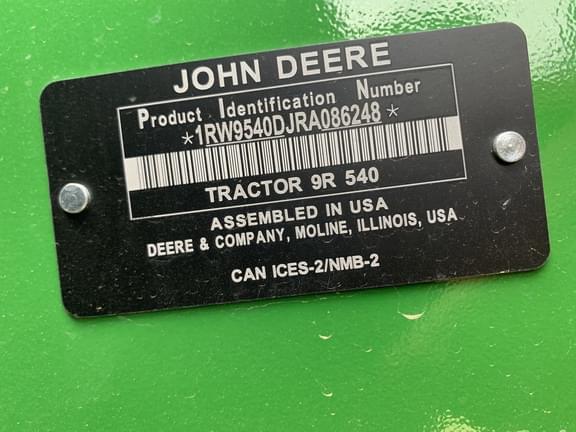 JOHN DEERE
Product Identification Number
*1RW9540DJRA086248*
TRACTOR 9R 540
ASSEMBLED IN USA
DEERE & COMPANY, MOLINE, ILLINOIS, USA
CAN ICES-2/NMB-2